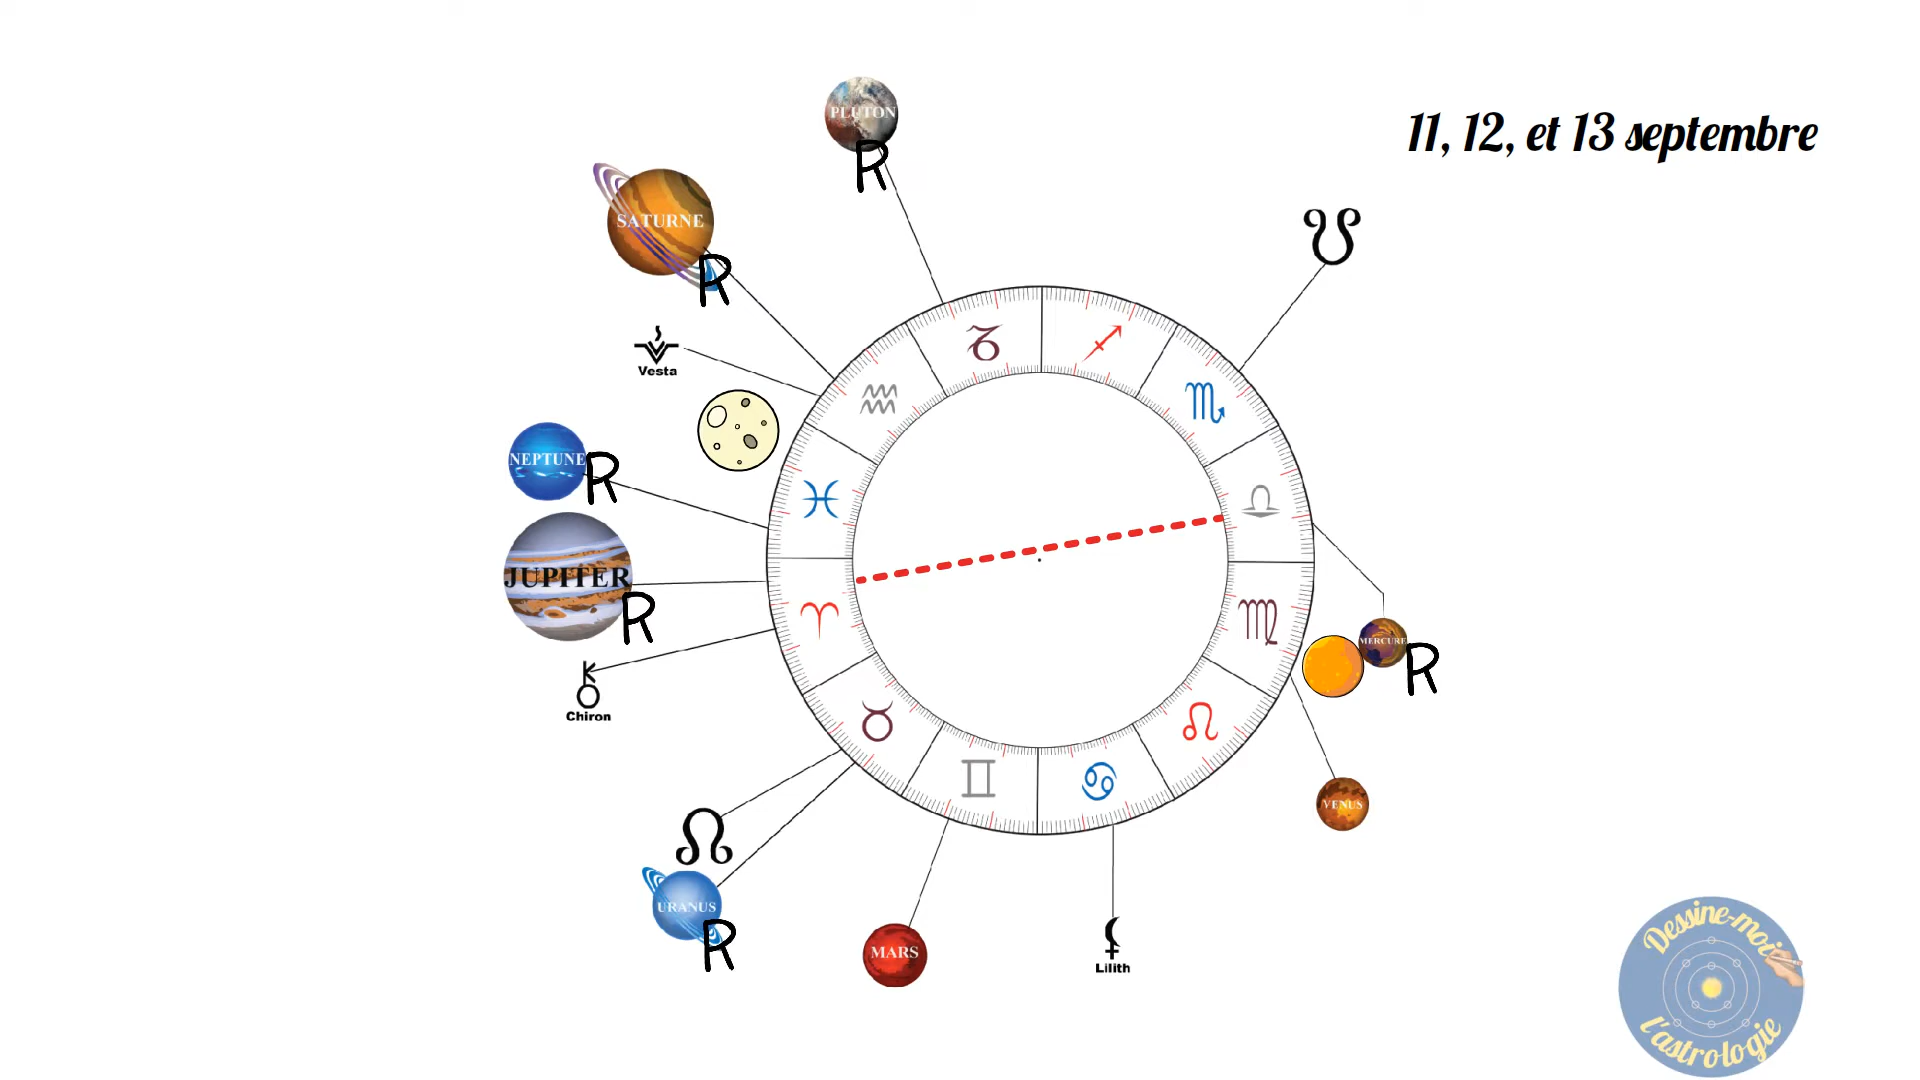 PLUTON
R
11, 12, et 13 septembre
SATURNE
R
Vesta
NEPTUNE
R
JUPITER
R
MERCURE
R
Chiron
VENUS
URANUS
R
MARS
Lilith
Dessine-moi
l'astrologie